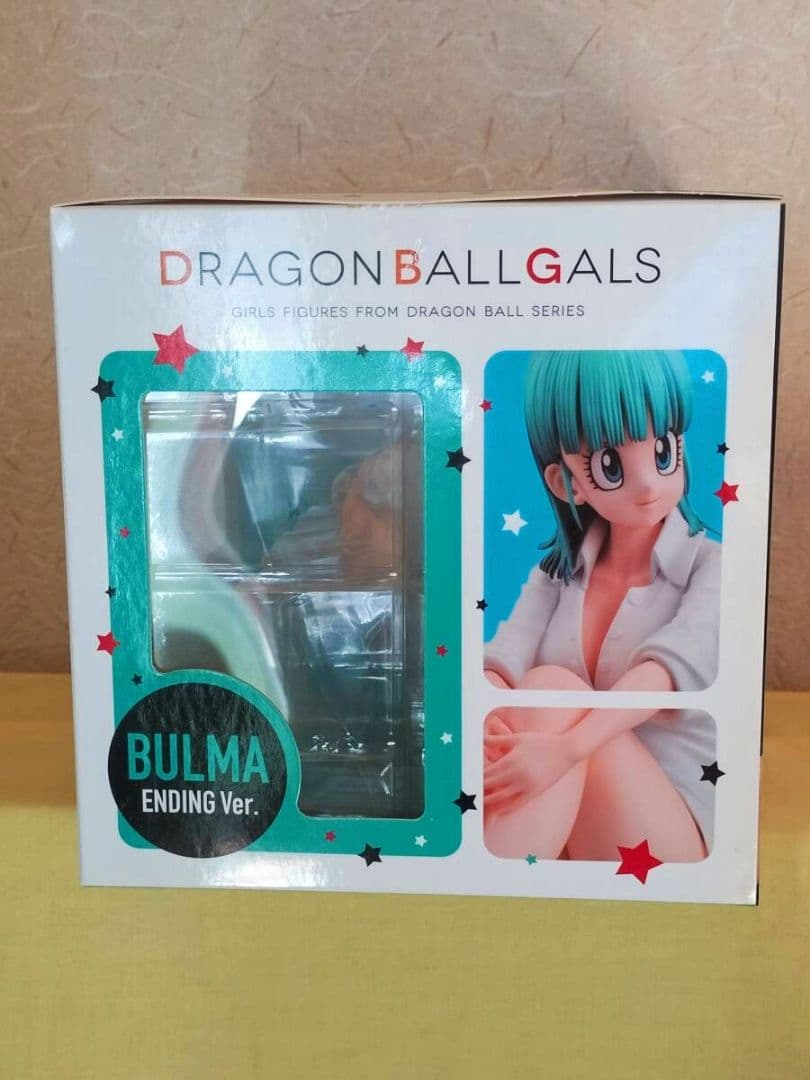 DRAGONBALLGALS
GIRLS FIGURES FROM DRAGON BALL SERIES
BULMA
ENDING Ver.